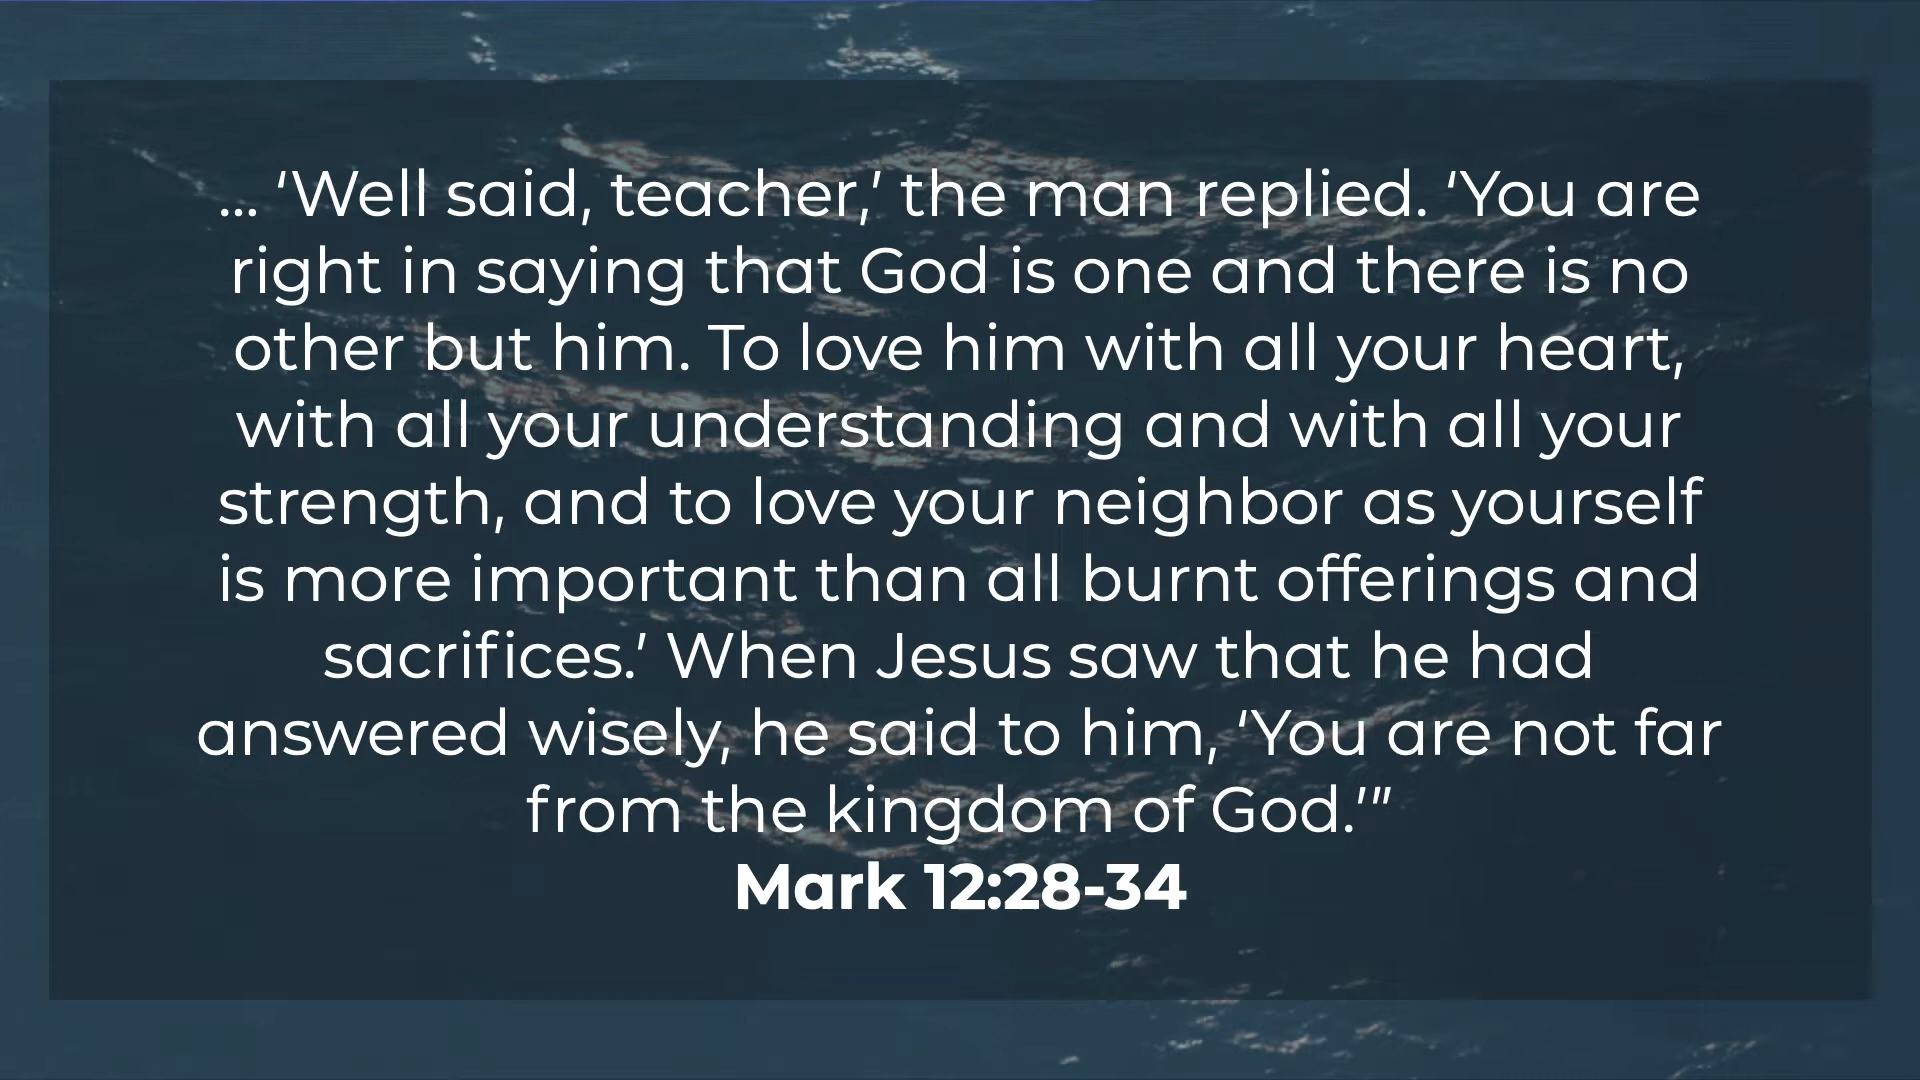 ... ‘Well said, teacher,’ the man replied. ‘You are
right in saying that God is one and there is no
other but him. To love him with all your heart,
with all your understanding and with all your
strength, and to love your neighbor as yourself
is more important than all burnt offerings and
sacrifices.’ When Jesus saw that he had
answered wisely, he said to him, ‘You are not far
from the kingdom of God.’”
Mark 12:28-34